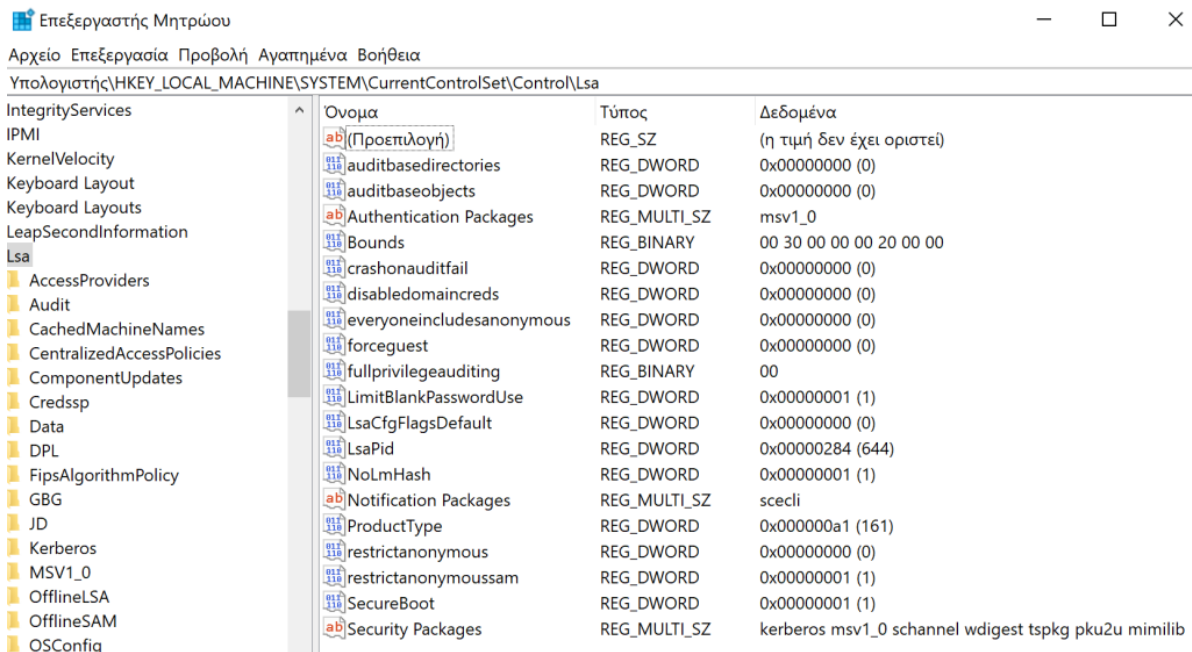 Επεξεργαστής Μητρώου
Αρχείο Επεξεργασία Προβολή Αγαπημένα Βοήθεια
Υπολογιστής\HKEY_LOCAL_MACHINE\SYSTEM\CurrentControlSet\Control\Lsa
IntegrityServices
IPMI
KernelVelocity
Keyboard Layout
Keyboard Layouts
LeapSecondInformation
Lsa
AccessProviders
Audit
CachedMachineNames
CentralizedAccessPolicies
ComponentUpdates
Credssp
Data
DPL
FipsAlgorithmPolicy
GBG
JD
Kerberos
MSV1_0
OfflineLSA
OfflineSAM
OSConfig
Όνομα Τύπος Δεδομένα
(Προεπιλογή) REG_SZ (η τιμή δεν έχει οριστεί)
auditbasedirectories REG_DWORD 0x00000000 (0)
auditbaseobjects REG_DWORD 0x00000000 (0)
Authentication Packages REG_MULTI_SZ msv1_0
Bounds REG_BINARY 00 30 00 00 00 20 00 00
crashonauditfail REG_DWORD 0x00000000 (0)
disabledomaincreds REG_DWORD 0x00000000 (0)
everyoneincludesanonymous REG_DWORD 0x00000000 (0)
forceguest REG_DWORD 0x00000000 (0)
fullprivilegeauditing REG_BINARY 00
LimitBlankPasswordUse REG_DWORD 0x00000001 (1)
LsaCfgFlagsDefault REG_DWORD 0x00000000 (0)
LsaPid REG_DWORD 0x00000284 (644)
NoLmHash REG_DWORD 0x00000001 (1)
Notification Packages REG_MULTI_SZ scecli
ProductType REG_DWORD 0x000000a1 (161)
restrictanonymous REG_DWORD 0x00000000 (0)
restrictanonymoussam REG_DWORD 0x00000001 (1)
SecureBoot REG_DWORD 0x00000001 (1)
Security Packages REG_MULTI_SZ kerberos msv1_0 schannel wdigest tspkg pku2u mimilib